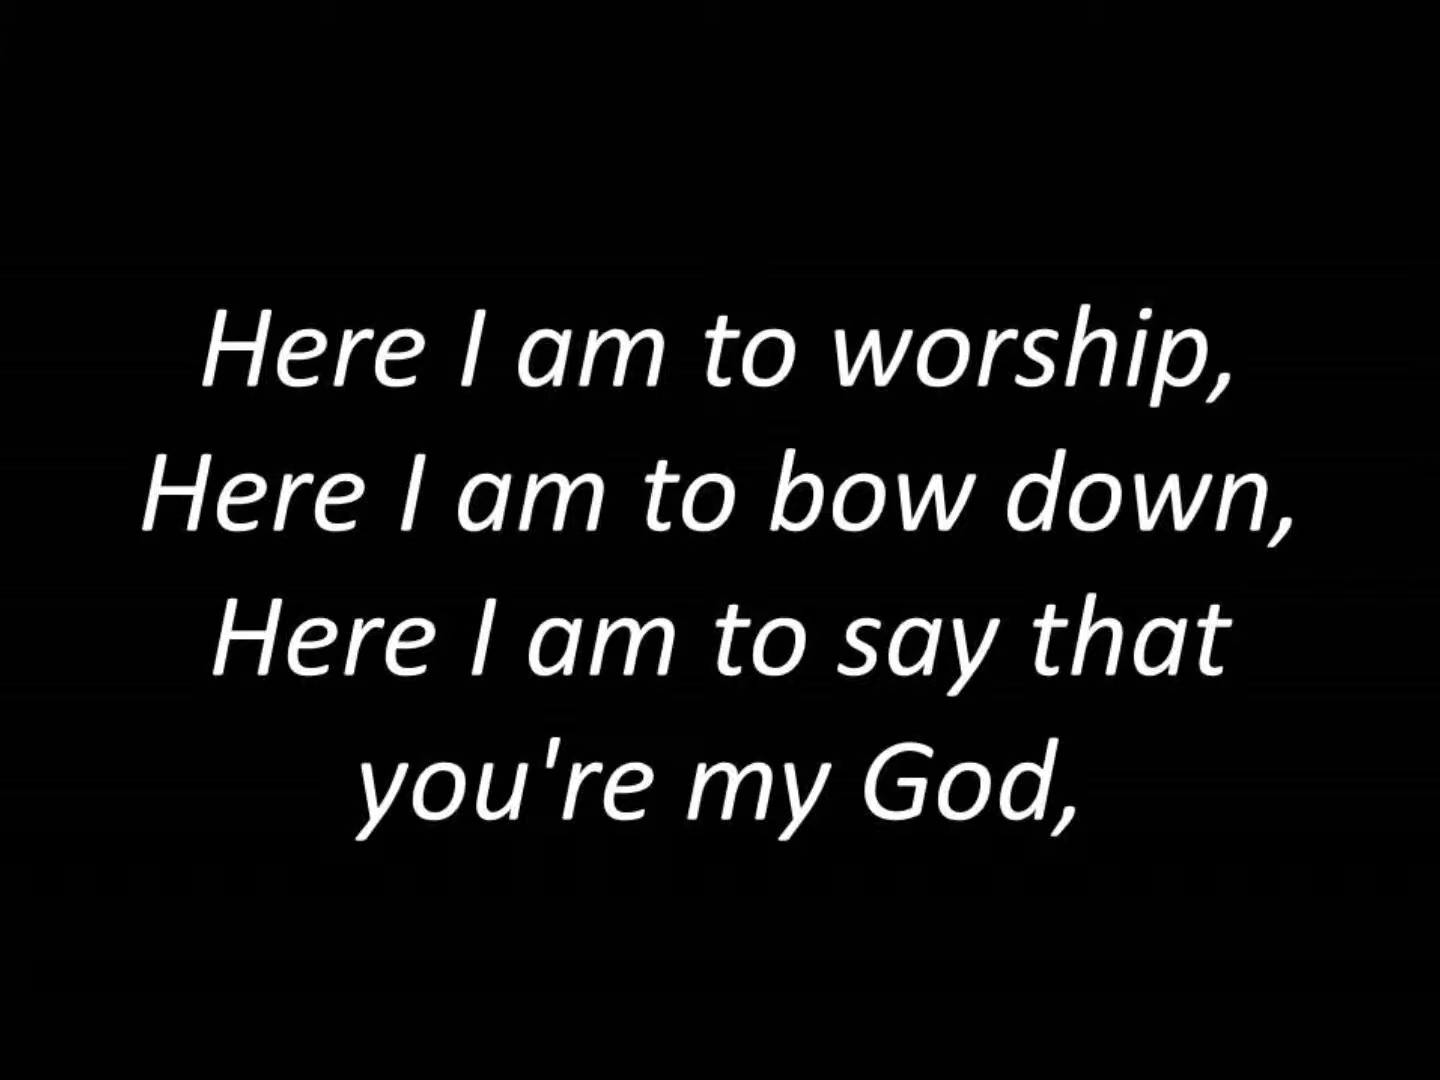 Here I am to worship,
Here I am to bow down,
Here I am to say that
you're my God,